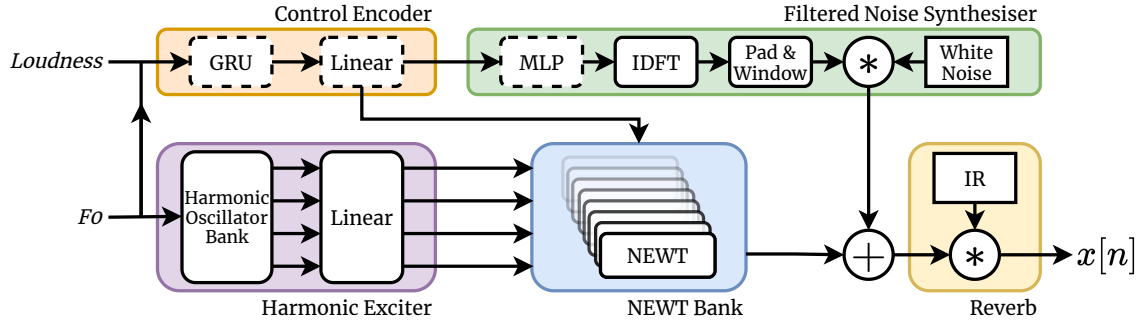 Control Encoder
Filtered Noise Synthesiser
Loudness
GRU
Linear
MLP
IDFT
Pad &
Window
*
White
Noise
F0
Harmonic
Oscillator
Bank
Linear
NEWT
+
IR
*
x[n]
Harmonic Exciter
NEWT Bank
Reverb